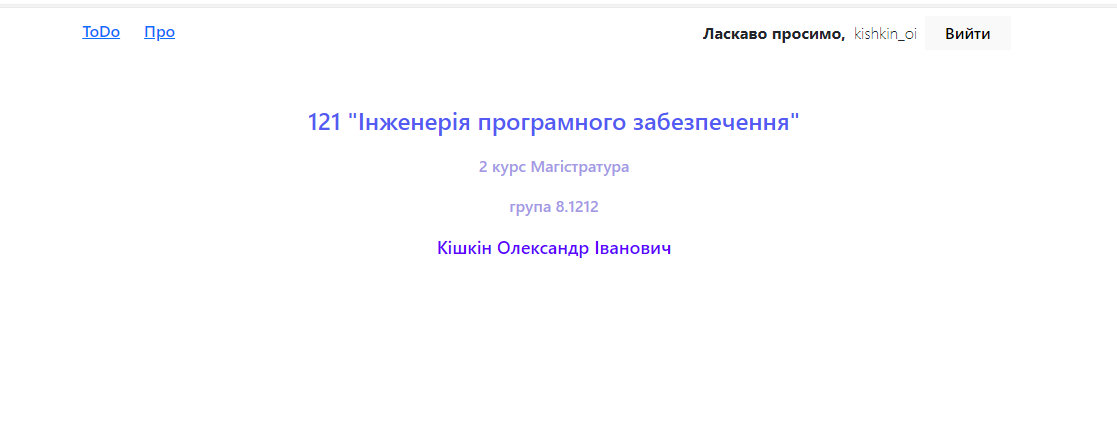 ToDo Про Ласкаво просимо, kishkin_oi Вийти
121 "Інженерія програмного забезпечення"
2 курс Магістратура
група 8.1212
Кішкін Олександр Іванович